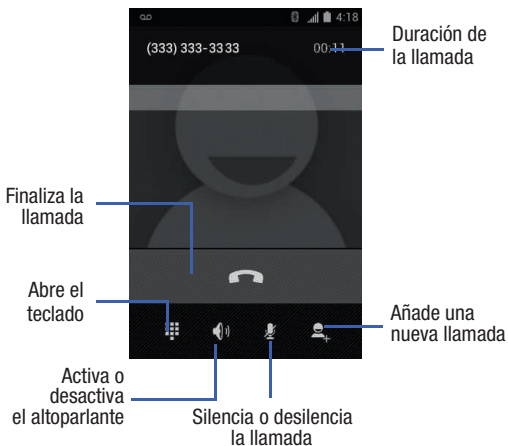 4:18
(333) 333-3333
00:11
Duración de
la llamada
Finaliza la
llamada
Abre el
teclado
Añade una
nueva llamada
Activa o
desactiva
el altoparlante
Silencia o desilencia
la llamada